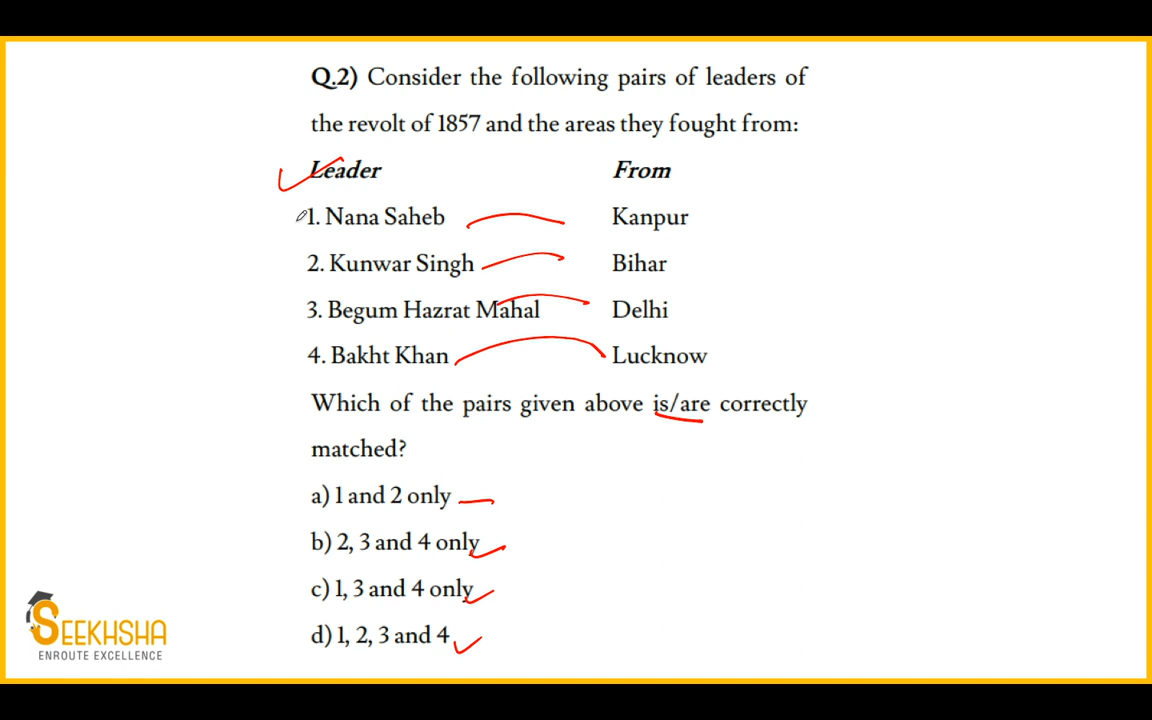 Q.2) Consider the following pairs of leaders of
the revolt of 1857 and the areas they fought from:
Leader From
1. Nana Saheb Kanpur
2. Kunwar Singh Bihar
3. Begum Hazrat Mahal Delhi
4. Bakht Khan Lucknow
Which of the pairs given above is/are correctly
matched?
a) 1 and 2 only
b) 2, 3 and 4 only
c) 1, 3 and 4 only
d) 1, 2, 3 and 4
SEEKHSHA
ENROUTE EXCELLENCE